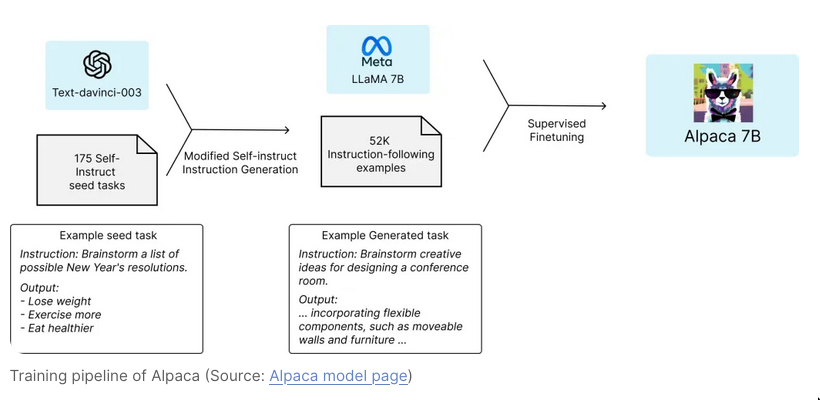 Text-davinci-003
175 Self-
Instruct
seed tasks
Modified Self-instruct
Instruction Generation
Meta
LLaMA 7B
52K
Instruction-following
examples
Supervised
Finetuning
Alpaca 7B
Example seed task
Instruction: Brainstorm a list of
possible New Year's resolutions.
Output:
- Lose weight
- Exercise more
- Eat healthier
Example Generated task
Instruction: Brainstorm creative
ideas for designing a conference
room.
Output:
... incorporating flexible
components, such as moveable
walls and furniture ...
Training pipeline of Alpaca (Source: Alpaca model page)